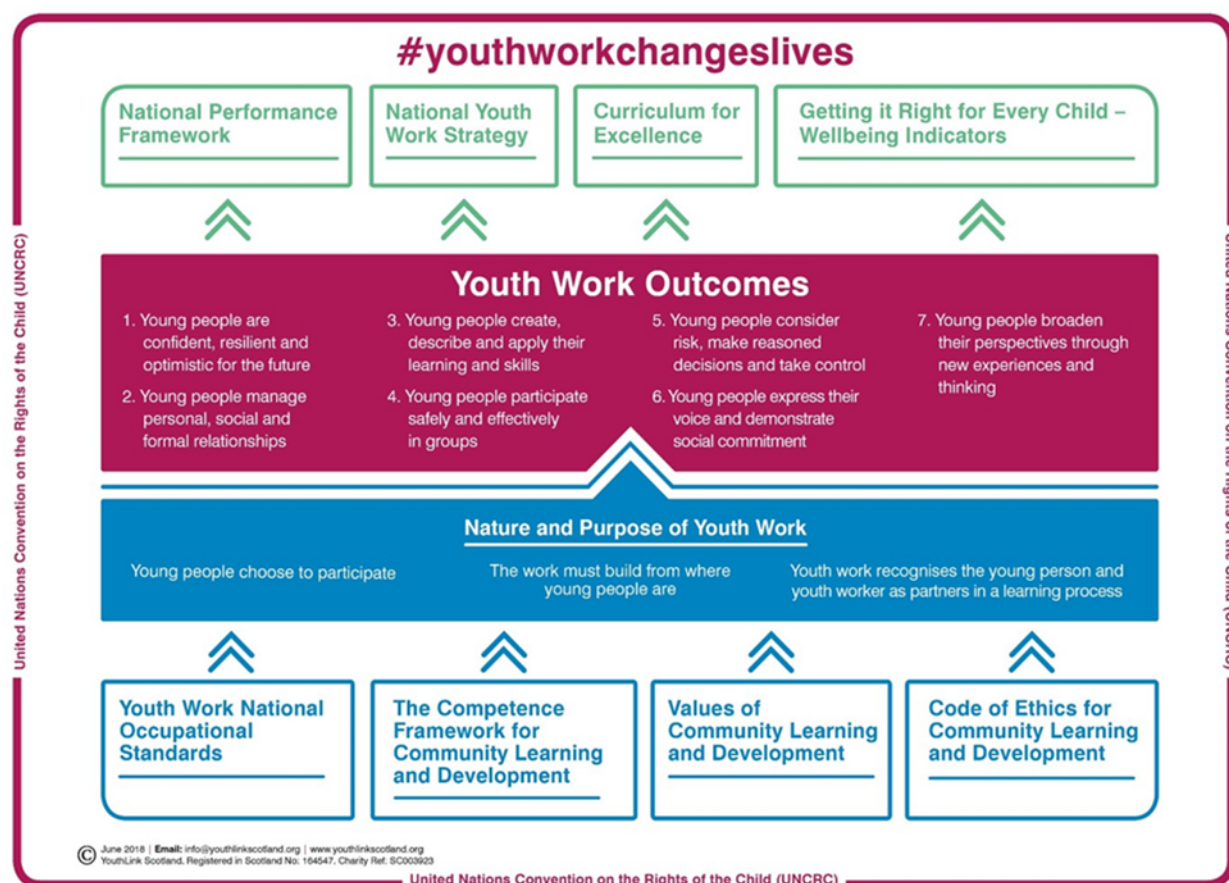 #youthworkchangeslives
National Performance
Framework
National Youth
Work Strategy
Curriculum for
Excellence
Getting it Right for Every Child –
Wellbeing Indicators
Youth Work Outcomes
1. Young people are
confident, resilient and
optimistic for the future
2. Young people manage
personal, social and
formal relationships
3. Young people create,
describe and apply their
learning and skills
4. Young people participate
safely and effectively
in groups
5. Young people consider
risk, make reasoned
decisions and take control
6. Young people express their
voice and demonstrate
social commitment
7. Young people broaden
their perspectives through
new experiences and
thinking
Nature and Purpose of Youth Work
Young people choose to participate
The work must build from where
young people are
Youth work recognises the young person and
youth worker as partners in a learning process
Youth Work National
Occupational
Standards
The Competence
Framework for
Community Learning
and Development
Values of
Community Learning
and Development
Code of Ethics for
Community Learning
and Development
© June 2018 | Email: info@youthlinkscotland.org | www.youthlinkscotland.org
YouthLink Scotland, Registered in Scotland No: 164547. Charity Ref: SC003923
United Nations Convention on the Rights of the Child (UNCRC)
United Nations Convention on the Rights of the Child (UNCRC)
United Nations Convention on the Rights of the Child (UNCRC)